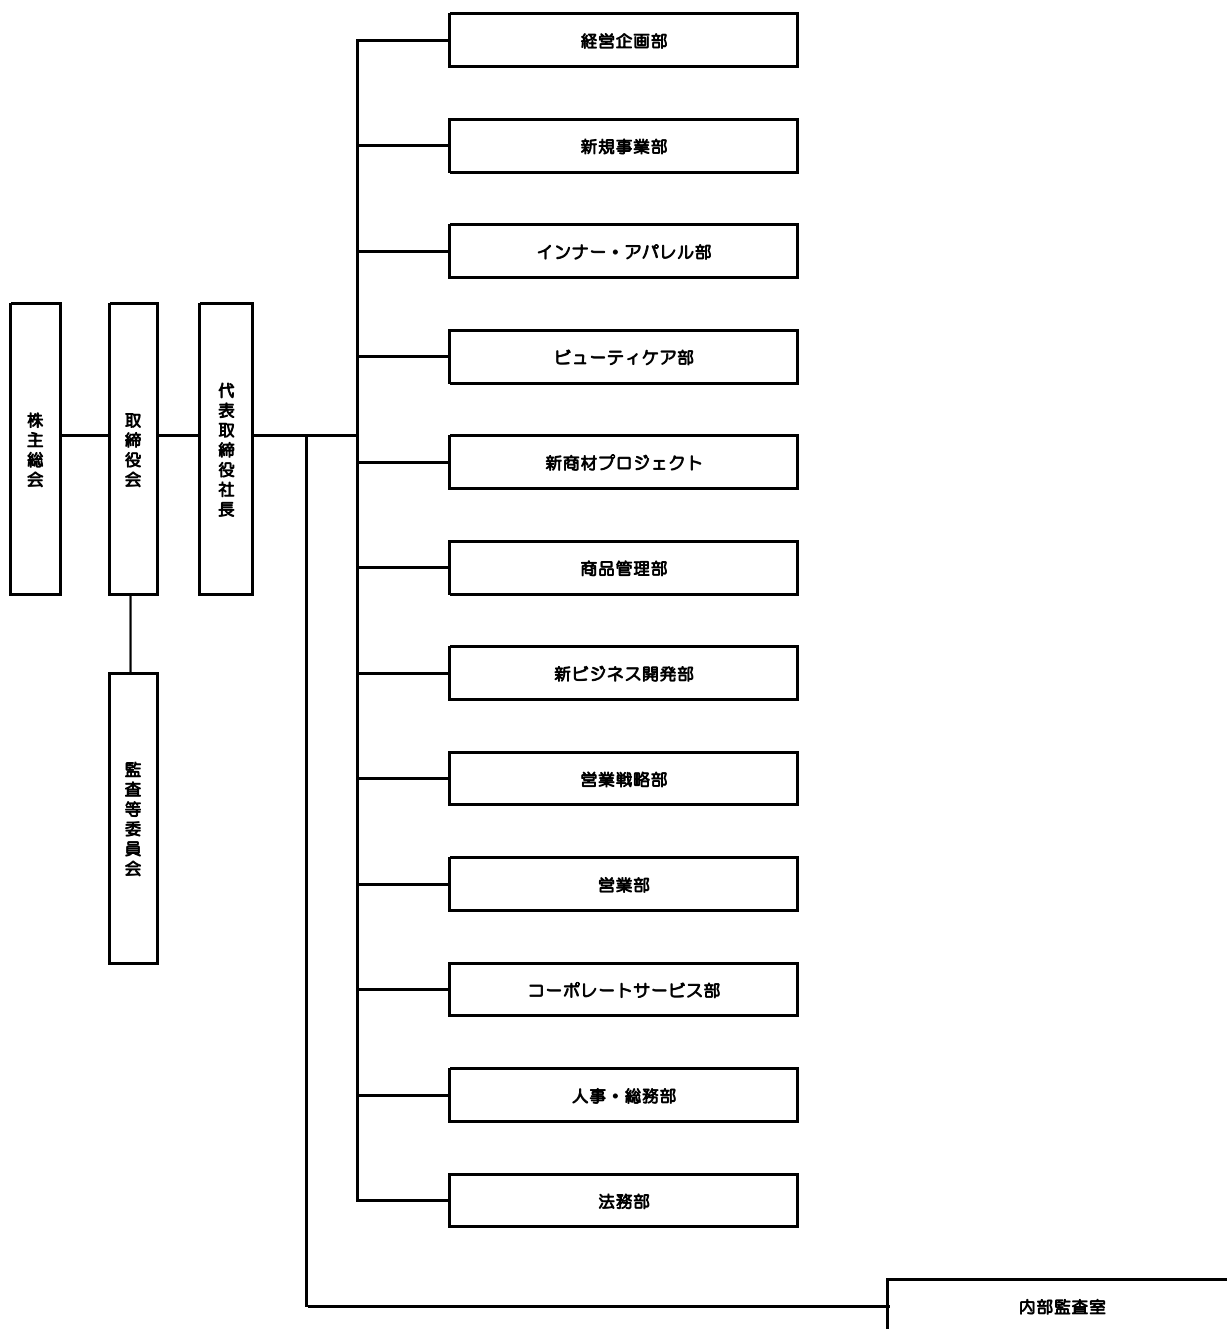 株主総会
取締役会
監査等委員会
代表取締役社長
経営企画部
新規事業部
インナー・アパレル部
ビューティケア部
新商材プロジェクト
商品管理部
新ビジネス開発部
営業戦略部
営業部
コーポレートサービス部
人事・総務部
法務部
内部監査室